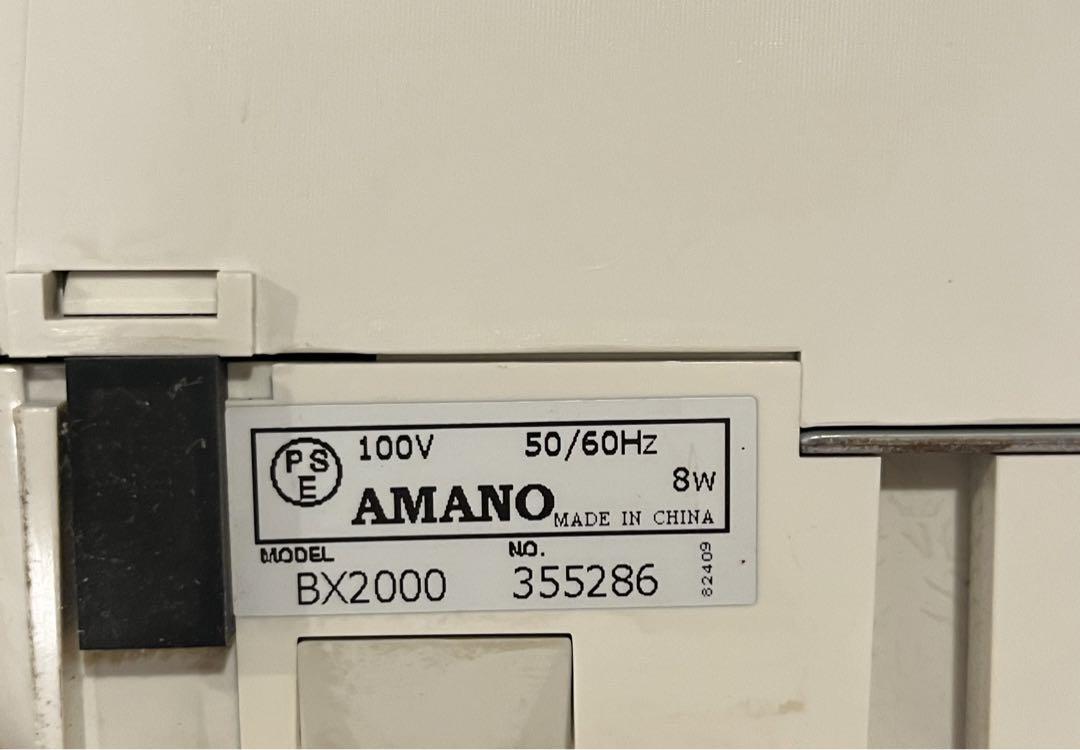 PSE 100V 50/60Hz
8W
AMANO MADE IN CHINA
MODEL NO.
BX2000 355286
82409